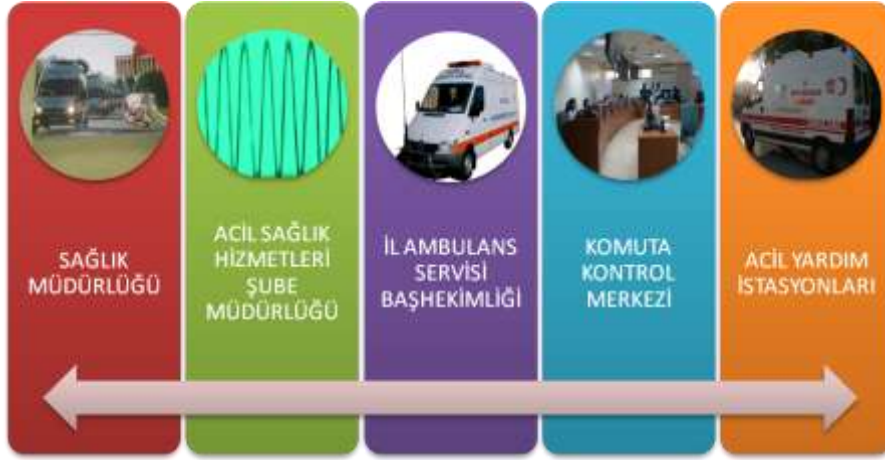 SAĞLIK
MÜDÜRLÜĞÜ
ACİL SAĞLIK
HİZMETLERİ
ŞUBE
MÜDÜRLÜĞÜ
İL AMBULANS
SERVİSİ
BAŞHEKİMLİĞİ
KOMUTA
KONTROL
MERKEZİ
ACİL YARDIM
İSTASYONLARI